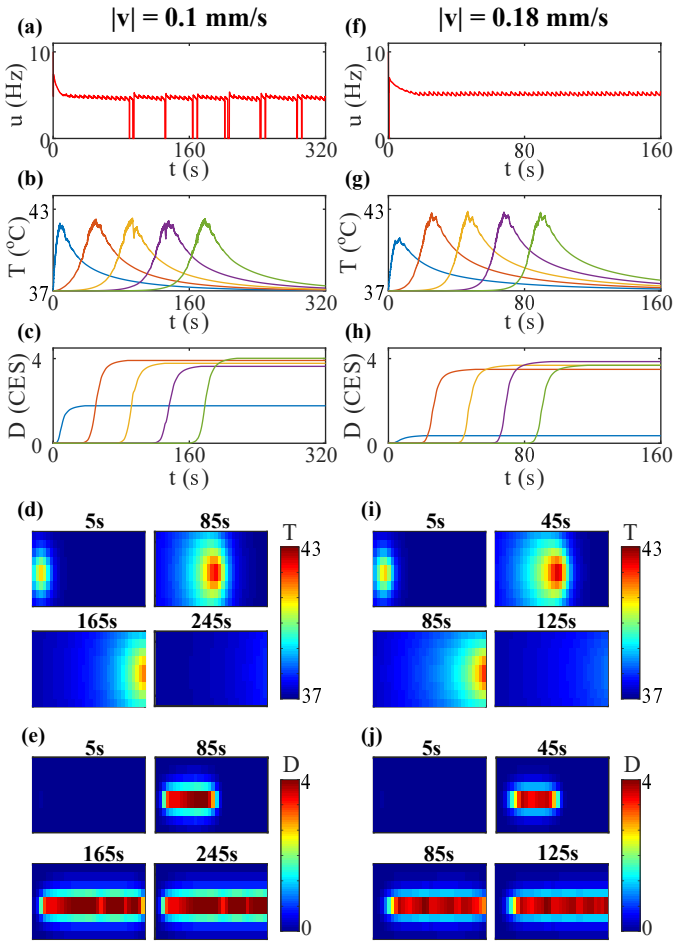 |v| = 0.1 mm/s
|v| = 0.18 mm/s
(a)
10
0
u (Hz)
0 160 320
t (s)
(f)
10
0
u (Hz)
0 80 160
t (s)
(b)
43
37
T (°C)
0 160 320
t (s)
(g)
43
37
T (°C)
0 80 160
t (s)
(c)
4
0
D (CES)
0 160 320
t (s)
(h)
4
0
D (CES)
0 80 160
t (s)
(d)
5s 85s
165s 245s
T
43
37
(i)
5s 45s
85s 125s
T
43
37
(e)
5s 85s
165s 245s
D
4
0
(j)
5s 45s
85s 125s
D
4
0